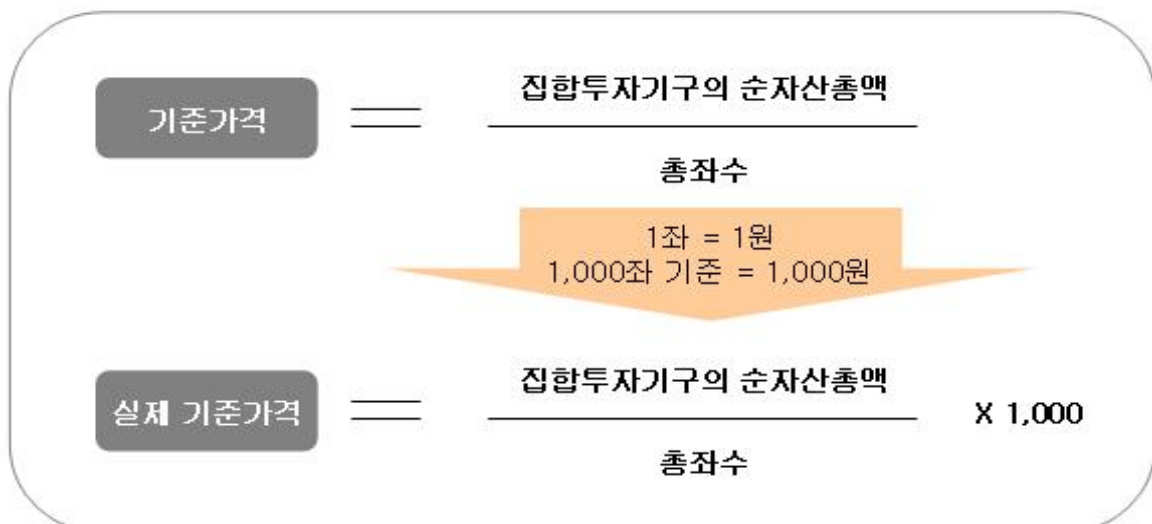 집합투자기구의 순자산총액
기준가격
총좌수
1좌 = 1원
1,000좌 기준 = 1,000원
집합투자기구의 순자산총액
실제 기준가격
X 1,000
총좌수